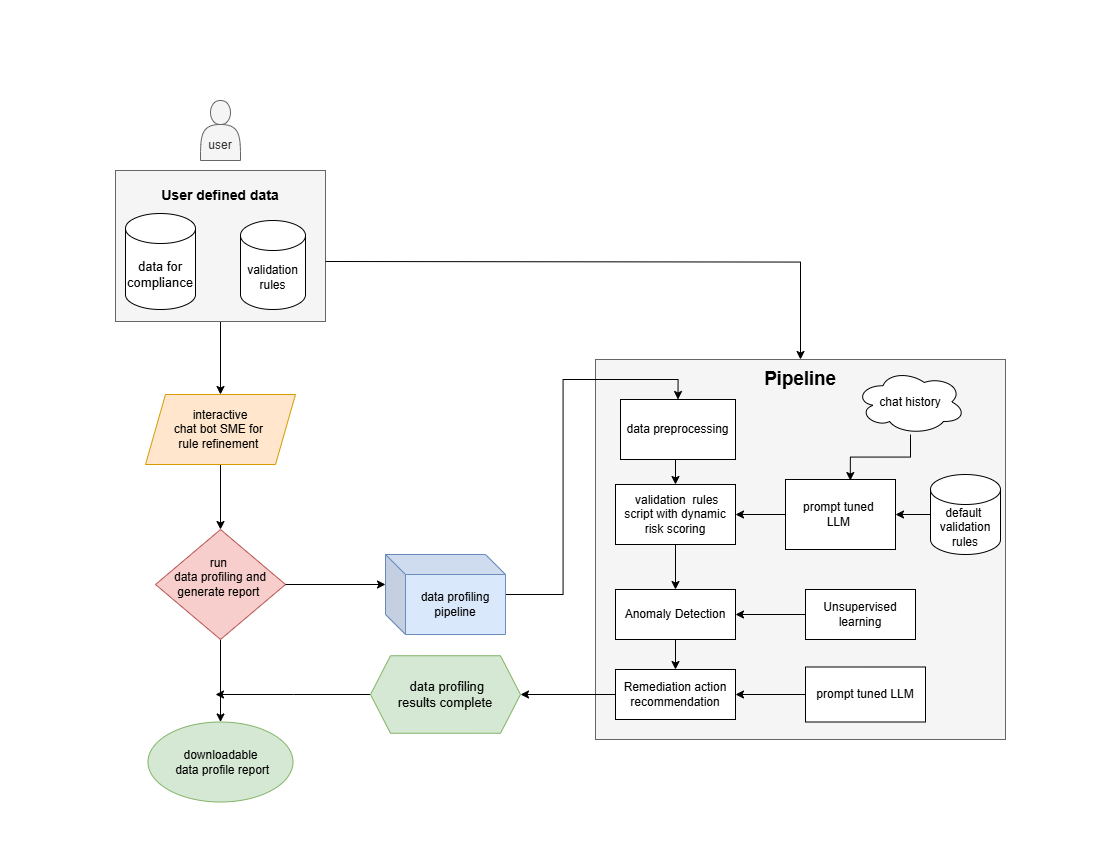 user
User defined data
data for
compliance
validation
rules
Pipeline
chat history
interactive
chat bot SME for
rule refinement
data preprocessing
validation rules
script with dynamic
risk scoring
prompt tuned
LLM
default
validation
rules
run
data profiling and
generate report
data profiling
pipeline
Anomaly Detection
Unsupervised
learning
data profiling
results complete
Remediation action
recommendation
prompt tuned LLM
downloadable
data profile report